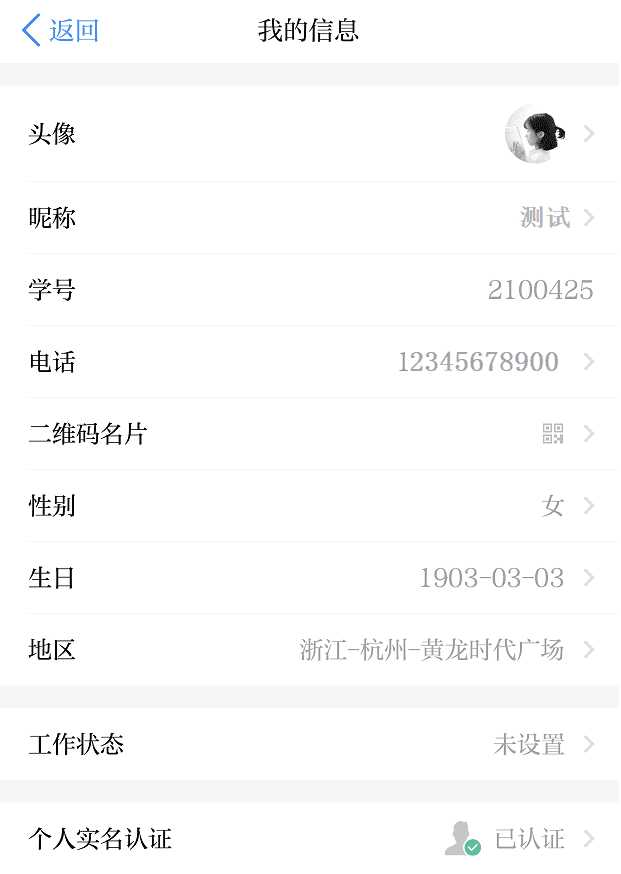 返回 我的信息
头像
昵称 测试
学号 2100425
电话 12345678900
二维码名片
性别 女
生日 1903-03-03
地区 浙江-杭州-黄龙时代广场
工作状态 未设置
个人实名认证 已认证